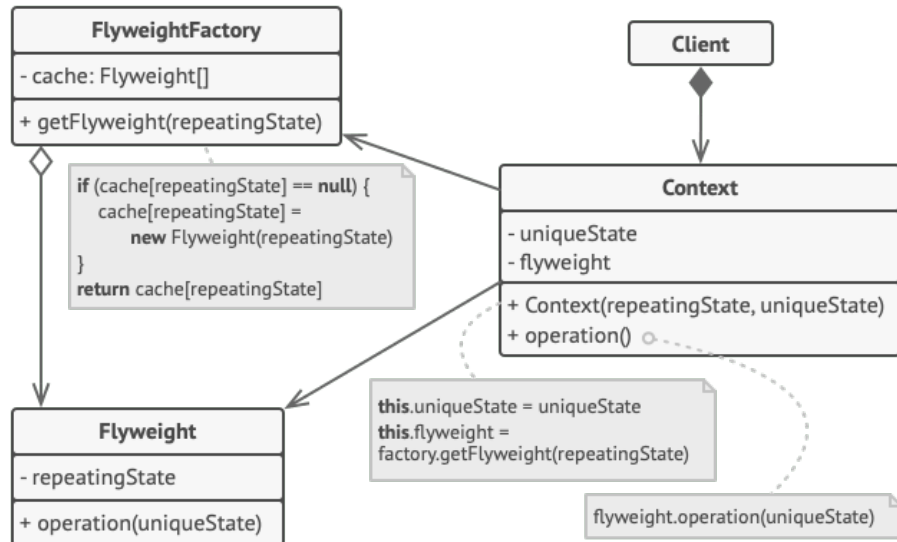 FlyweightFactory
- cache: Flyweight[]
+ getFlyweight(repeatingState)
if (cache[repeatingState] == null) {
cache[repeatingState] =
new Flyweight(repeatingState)
}
return cache[repeatingState]
Client
Context
- uniqueState
- flyweight
+ Context(repeatingState, uniqueState)
+ operation()
this.uniqueState = uniqueState
this.flyweight =
factory.getFlyweight(repeatingState)
flyweight.operation(uniqueState)
Flyweight
- repeatingState
+ operation(uniqueState)